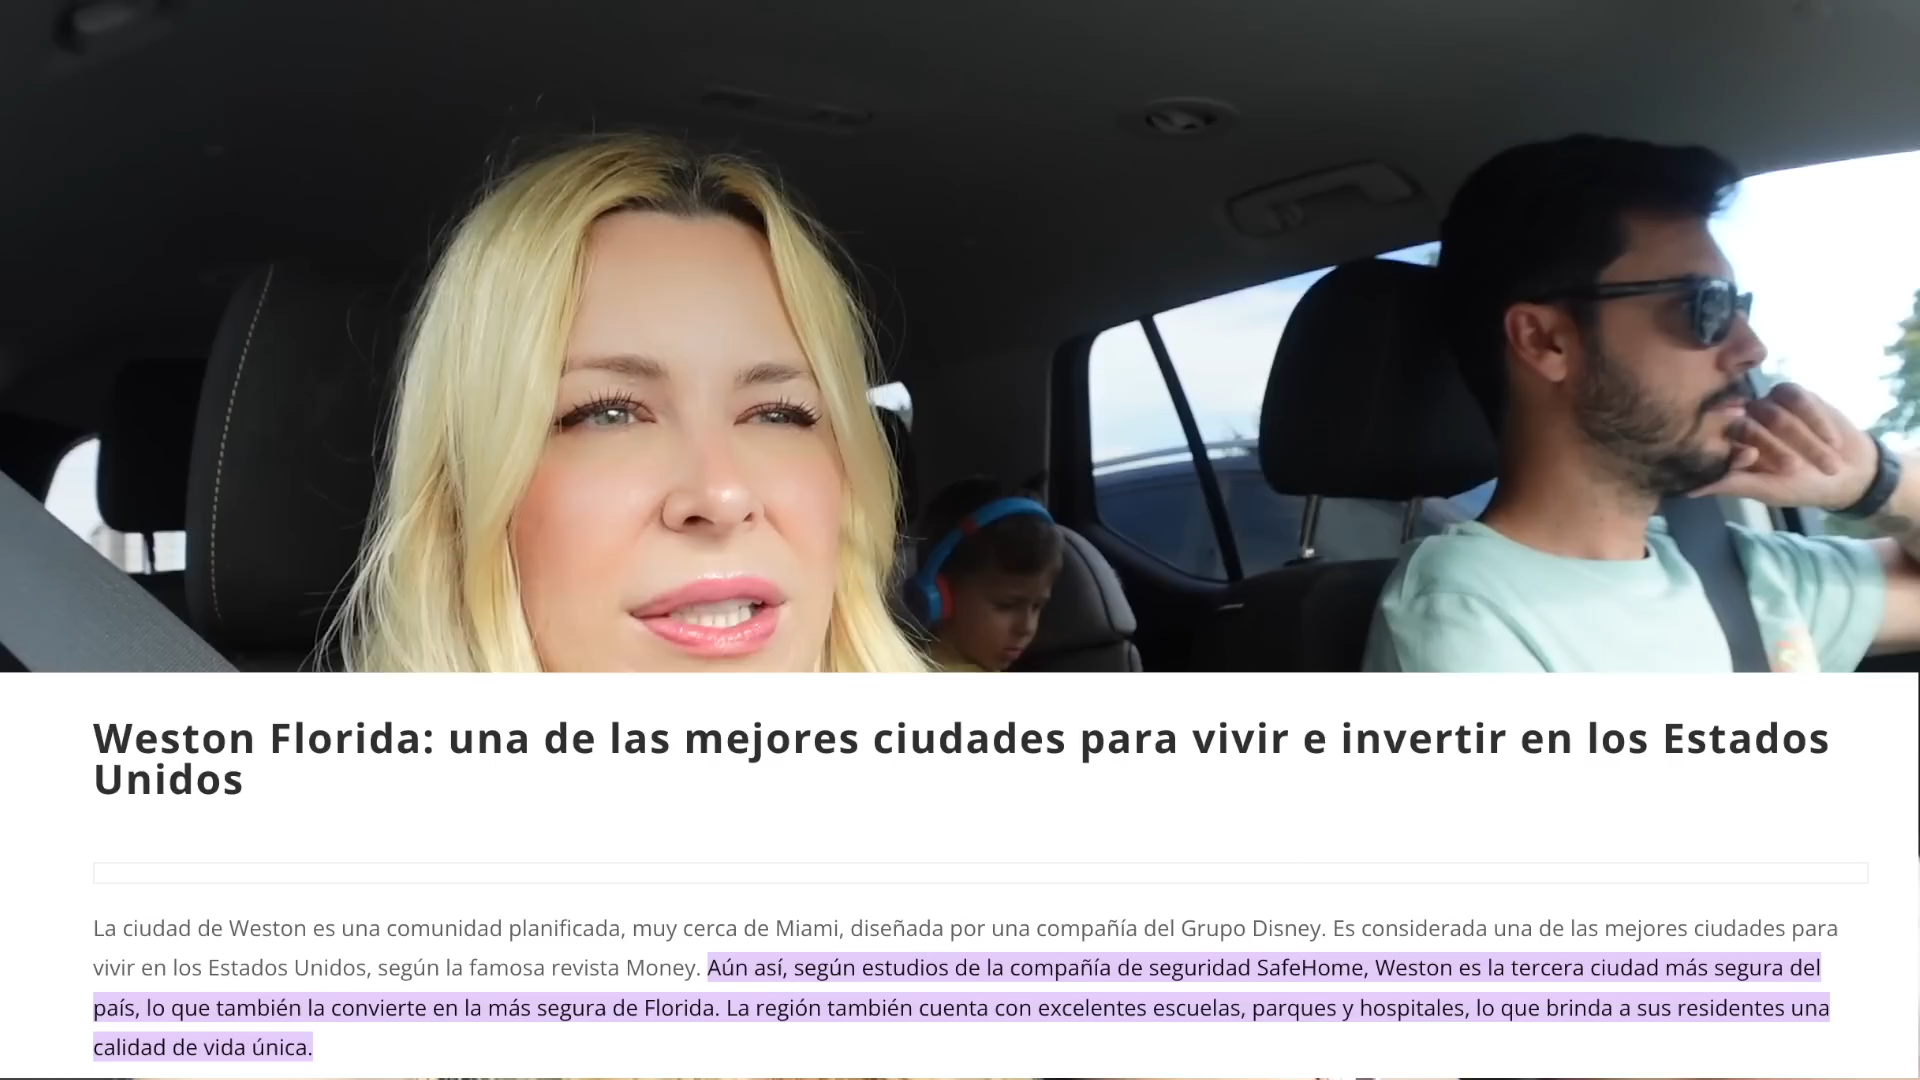 Weston Florida: una de las mejores ciudades para vivir e invertir en los Estados
Unidos
La ciudad de Weston es una comunidad planificada, muy cerca de Miami, diseñada por una compañía del Grupo Disney. Es considerada una de las mejores ciudades para
vivir en los Estados Unidos, según la famosa revista Money. Aún así, según estudios de la compañía de seguridad SafeHome, Weston es la tercera ciudad más segura del
país, lo que también la convierte en la más segura de Florida. La región también cuenta con excelentes escuelas, parques y hospitales, lo que brinda a sus residentes una
calidad de vida única.